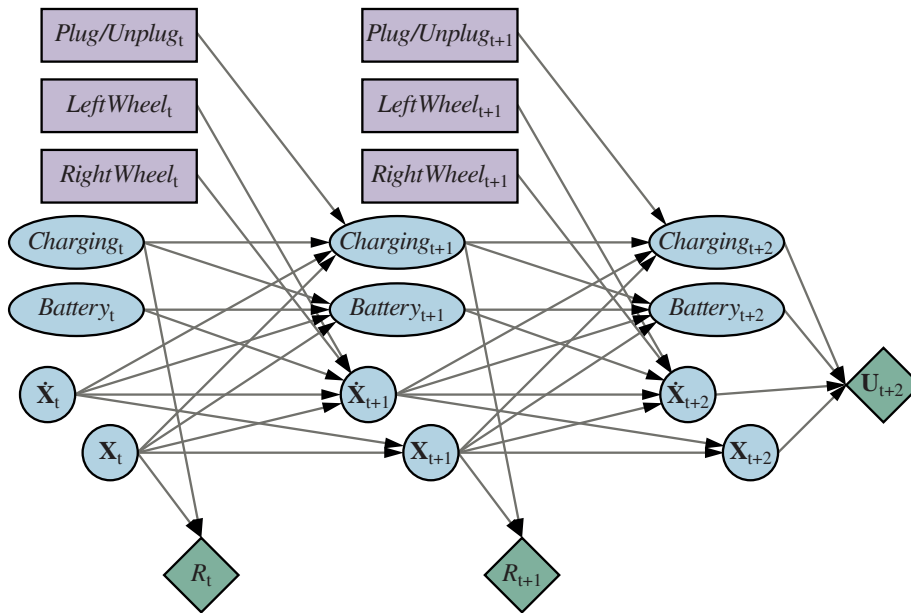 Plug/Unplugₜ Plug/Unplugₜ₊₁
LeftWheelₜ LeftWheelₜ₊₁
RightWheelₜ RightWheelₜ₊₁
Chargingₜ Chargingₜ₊₁ Chargingₜ₊₂
Batteryₜ Batteryₜ₊₁ Batteryₜ₊₂
Ẋₜ Ẋₜ₊₁ Ẋₜ₊₂ Uₜ₊₂
Xₜ Xₜ₊₁ Xₜ₊₂
Rₜ Rₜ₊₁